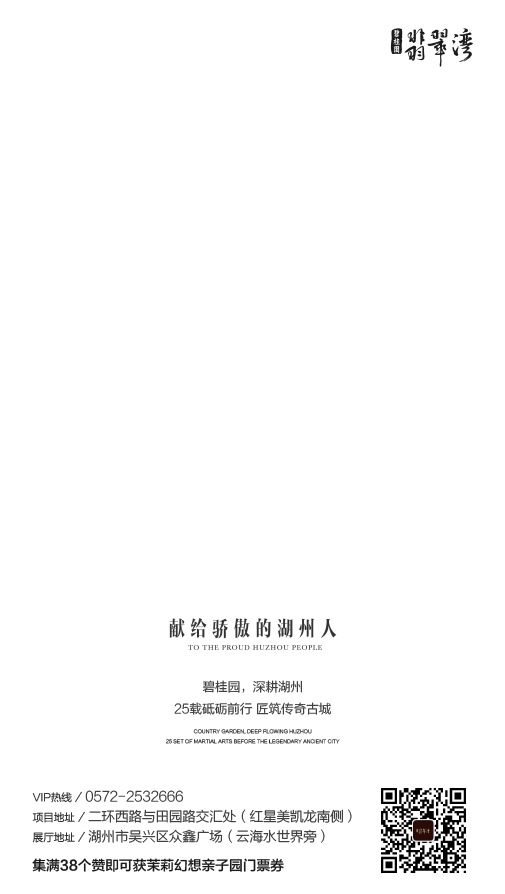 碧桂园 翡翠湾
献给骄傲的湖州人
TO THE PROUD HUZHOU PEOPLE
碧桂园，深耕湖州
25载砥砺前行 匠筑传奇古城
COUNTRY GARDEN, DEEP PLOWING HUZHOU
25 SET OF MARTIAL ARTS BEFORE THE LEGENDARY ANCIENT CITY
VIP热线 / 0572-2532666
项目地址 / 二环西路与田园路交汇处（红星美凯龙南侧）
展厅地址 / 湖州市吴兴区众鑫广场（云海水世界旁）
集满38个赞即可获茉莉幻想亲子园门票券